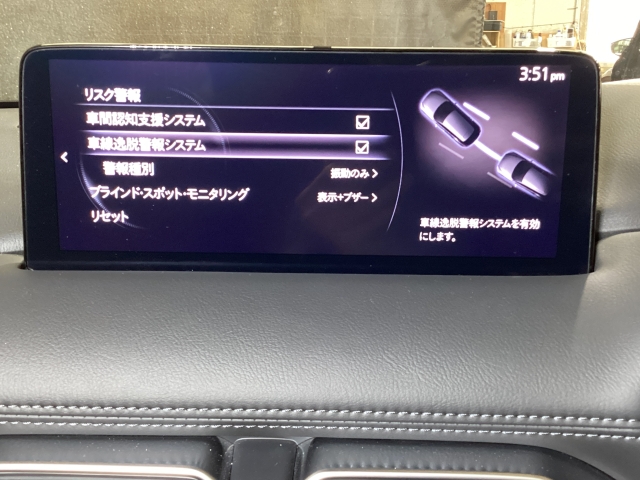 3:51pm
リスク警報
車間認知支援システム
車線逸脱警報システム
警報種別 振動のみ
ブラインド・スポット・モニタリング 表示+ブザー
リセット
車線逸脱警報システムを有効
にします。